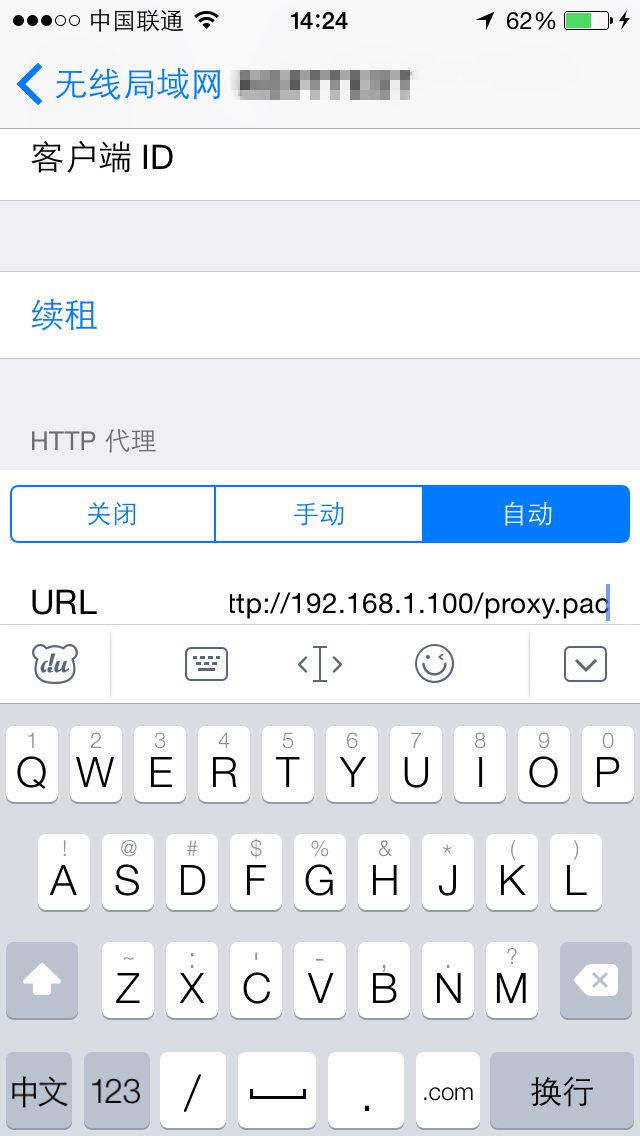 中国联通 14:24 62%
无线局域网
客户端 ID
续租
HTTP 代理
关闭 手动 自动
URL ttp://192.168.1.100/proxy.pac
du
1 2 3 4 5 6 7 8 9 0
Q W E R T Y U I O P
! @ # $ % & * ( )
A S D F G H J K L
~ : ' - , . ?
Z X C V B N M
中文 123 / . .com 换行